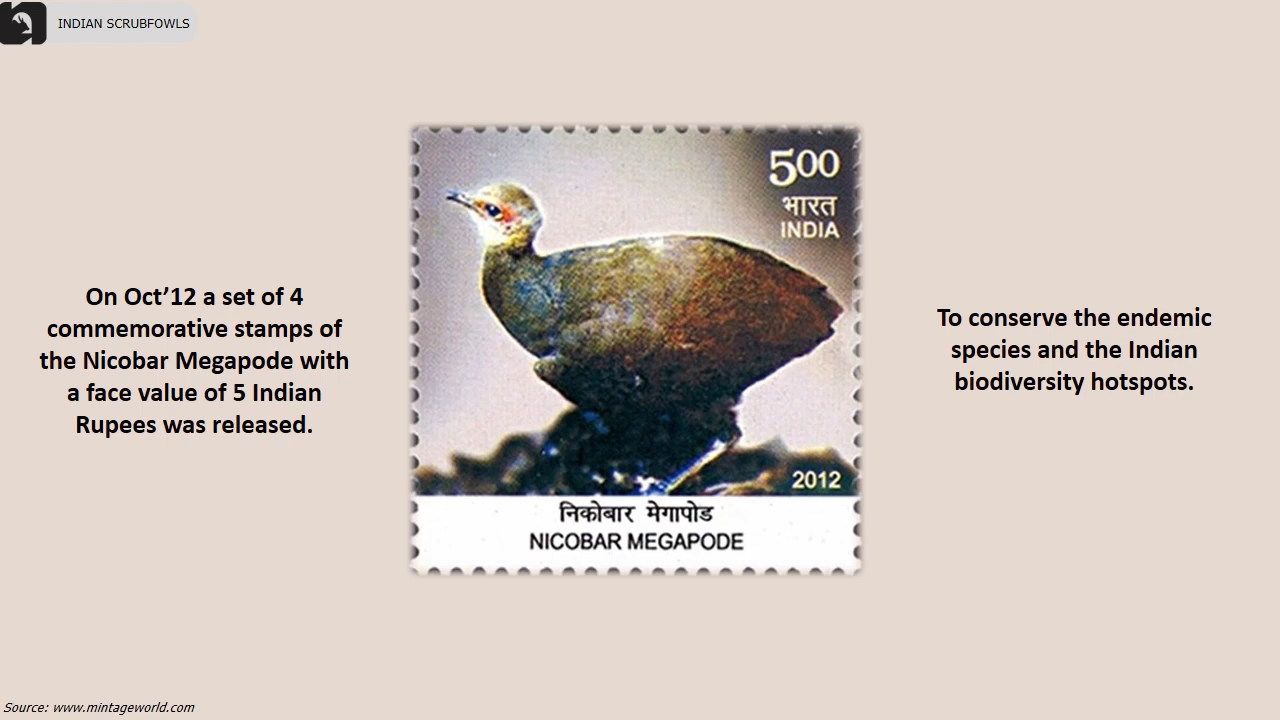 INDIAN SCRUBFOWLS
On Oct’12 a set of 4
commemorative stamps of
the Nicobar Megapode with
a face value of 5 Indian
Rupees was released.
500
भारत
INDIA
2012
निकोबार मेगापोड
NICOBAR MEGAPODE
To conserve the endemic
species and the Indian
biodiversity hotspots.
Source: www.mintageworld.com